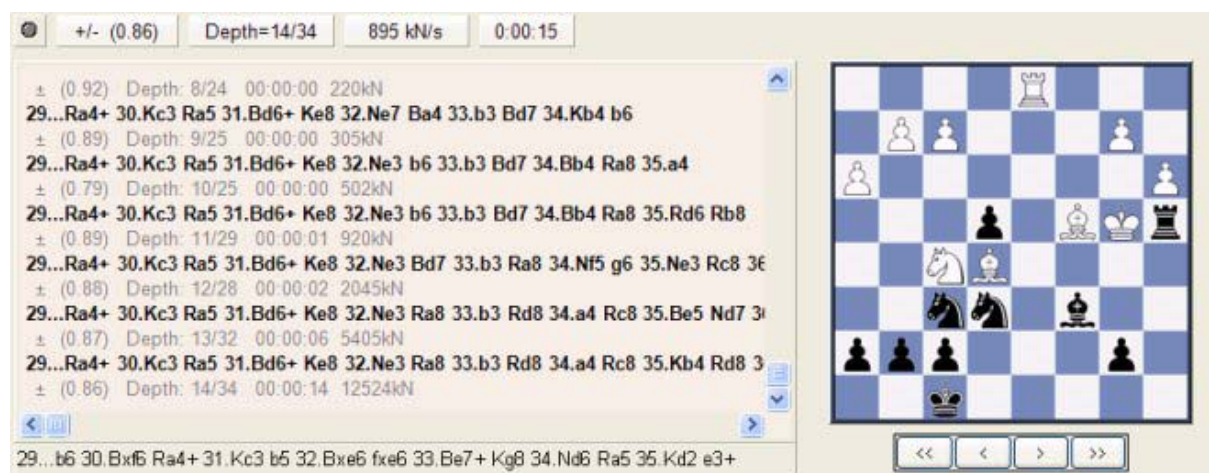 +/- (0.86) Depth=14/34 895 kN/s 0:00:15
± (0.92) Depth: 8/24 00:00:00 220kN
29...Ra4+ 30.Kc3 Ra5 31.Bd6+ Ke8 32.Ne7 Ba4 33.b3 Bd7 34.Kb4 b6
± (0.89) Depth: 9/25 00:00:00 305kN
29...Ra4+ 30.Kc3 Ra5 31.Bd6+ Ke8 32.Ne3 b6 33.b3 Bd7 34.Bb4 Ra8 35.a4
± (0.79) Depth: 10/25 00:00:00 502kN
29...Ra4+ 30.Kc3 Ra5 31.Bd6+ Ke8 32.Ne3 b6 33.b3 Bd7 34.Bb4 Ra8 35.Rd6 Rb8
± (0.89) Depth: 11/29 00:00:01 920kN
29...Ra4+ 30.Kc3 Ra5 31.Bd6+ Ke8 32.Ne3 Bd7 33.b3 Ra8 34.Nf5 g6 35.Ne3 Rc8 36
± (0.88) Depth: 12/28 00:00:02 2045kN
29...Ra4+ 30.Kc3 Ra5 31.Bd6+ Ke8 32.Ne3 Ra8 33.b3 Rd8 34.a4 Rc8 35.Be5 Nd7 3
± (0.87) Depth: 13/32 00:00:06 5405kN
29...Ra4+ 30.Kc3 Ra5 31.Bd6+ Ke8 32.Ne3 Ra8 33.b3 Rd8 34.a4 Rc8 35.Kb4 Rd8 3
± (0.86) Depth: 14/34 00:00:14 12524kN
29...b6 30.Bxf6 Ra4+ 31.Kc3 b5 32.Bxe6 fxe6 33.Be7+ Kg8 34.Nd6 Ra5 35.Kd2 e3+
<< < > >>